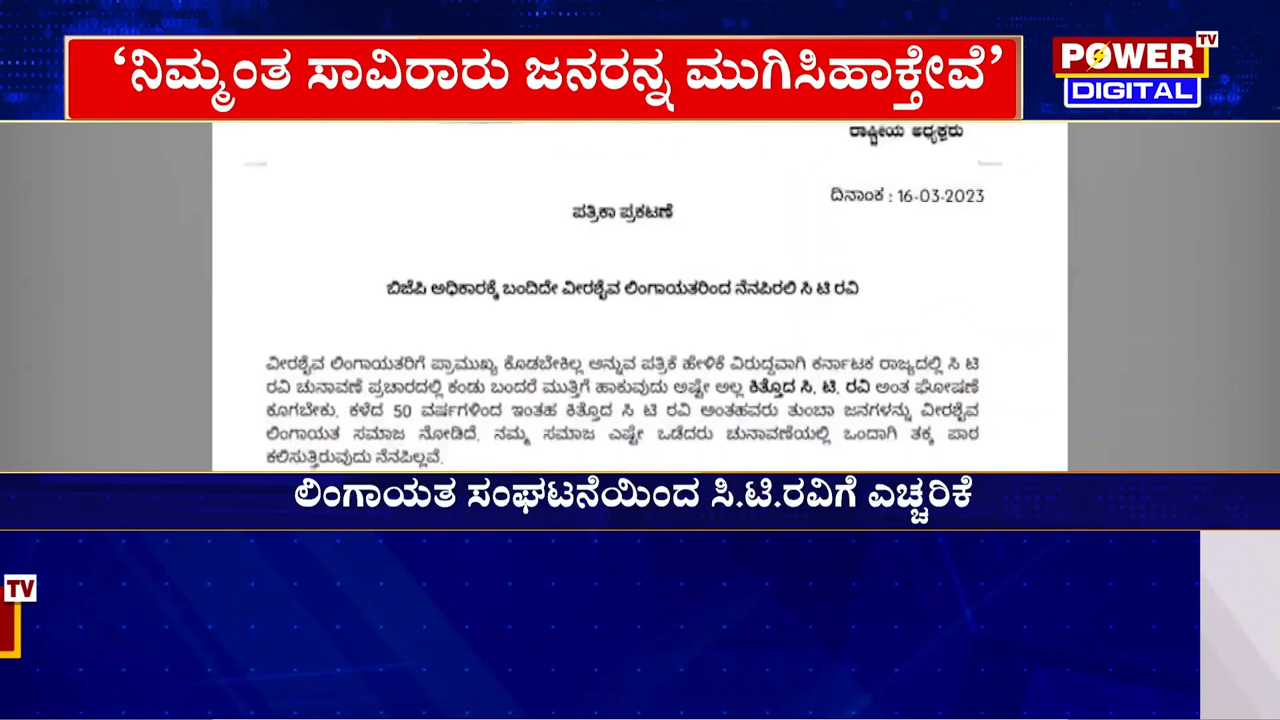 ‘ನಿಮ್ಮಂತ ಸಾವಿರಾರು ಜನರನ್ನ ಮುಗಿಸಿಹಾಕ್ತೇವೆ’
POWER TV
DIGITAL
ರಾಷ್ಟ್ರೀಯ ಅಧ್ಯಕ್ಷರು
ದಿನಾಂಕ : 16-03-2023
ಪತ್ರಿಕಾ ಪ್ರಕಟಣೆ
ಬಿಜೆಪಿ ಅಧಿಕಾರಕ್ಕೆ ಬಂದಿದೇ ವೀರಶೈವ ಲಿಂಗಾಯತರಿಂದ ನೆನಪಿರಲಿ ಸಿ ಟಿ ರವಿ
ವೀರಶೈವ ಲಿಂಗಾಯತರಿಗೆ ಪ್ರಾಮುಖ್ಯ ಕೊಡಬೇಕಿಲ್ಲ ಅನ್ನುವ ಪತ್ರಿಕೆ ಹೇಳಿಕೆ ವಿರುದ್ಧವಾಗಿ ಕರ್ನಾಟಕ ರಾಜ್ಯದಲ್ಲಿ ಸಿ ಟಿ
ರವಿ ಚುನಾವಣೆ ಪ್ರಚಾರದಲ್ಲಿ ಕಂಡು ಬಂದರೆ ಮುತ್ತಿಗೆ ಹಾಕುವುದು ಅಷ್ಟೇ ಅಲ್ಲ ಕಿತ್ತೊದ ಸಿ. ಟಿ. ರವಿ ಅಂತ ಘೋಷಣೆ
ಕೂಗಬೇಕು. ಕಳೆದ 50 ವರ್ಷಗಳಿಂದ ಇಂತಹ ಕಿತ್ತೊದ ಸಿ ಟಿ ರವಿ ಅಂತಹವರು ತುಂಬಾ ಜನಗಳನ್ನು ವೀರಶೈವ
ಲಿಂಗಾಯತ ಸಮಾಜ ನೋಡಿದೆ. ನಮ್ಮ ಸಮಾಜ ಎಷ್ಟೇ ಒಡೆದರು ಚುನಾವಣೆಯಲ್ಲಿ ಒಂದಾಗಿ ತಕ್ಕ ಪಾಠ
ಕಲಿಸುತ್ತಿರುವುದು ನೆನಪಿಲ್ಲವೆ.
ಲಿಂಗಾಯತ ಸಂಘಟನೆಯಿಂದ ಸಿ.ಟಿ.ರವಿಗೆ ಎಚ್ಚರಿಕೆ
TV